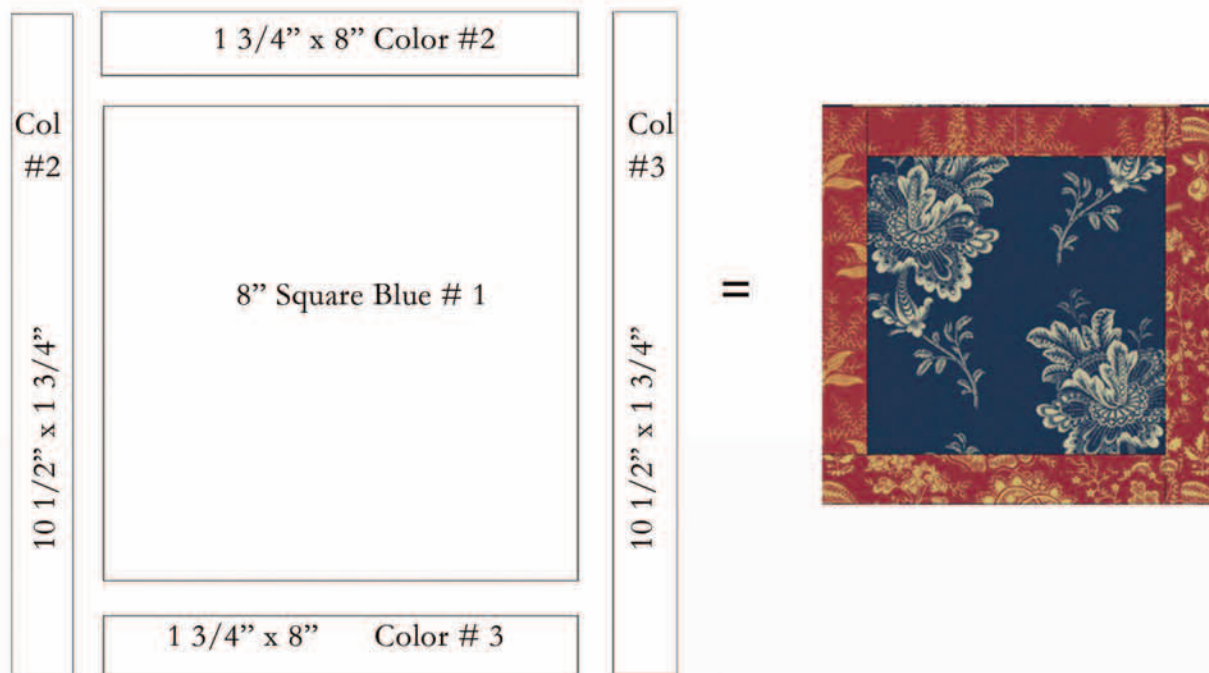 1 3/4” x 8” Color #2
Col
#2
10 1/2” x 1 3/4”
8” Square Blue # 1
Col
#3
10 1/2” x 1 3/4”
1 3/4” x 8” Color # 3
=